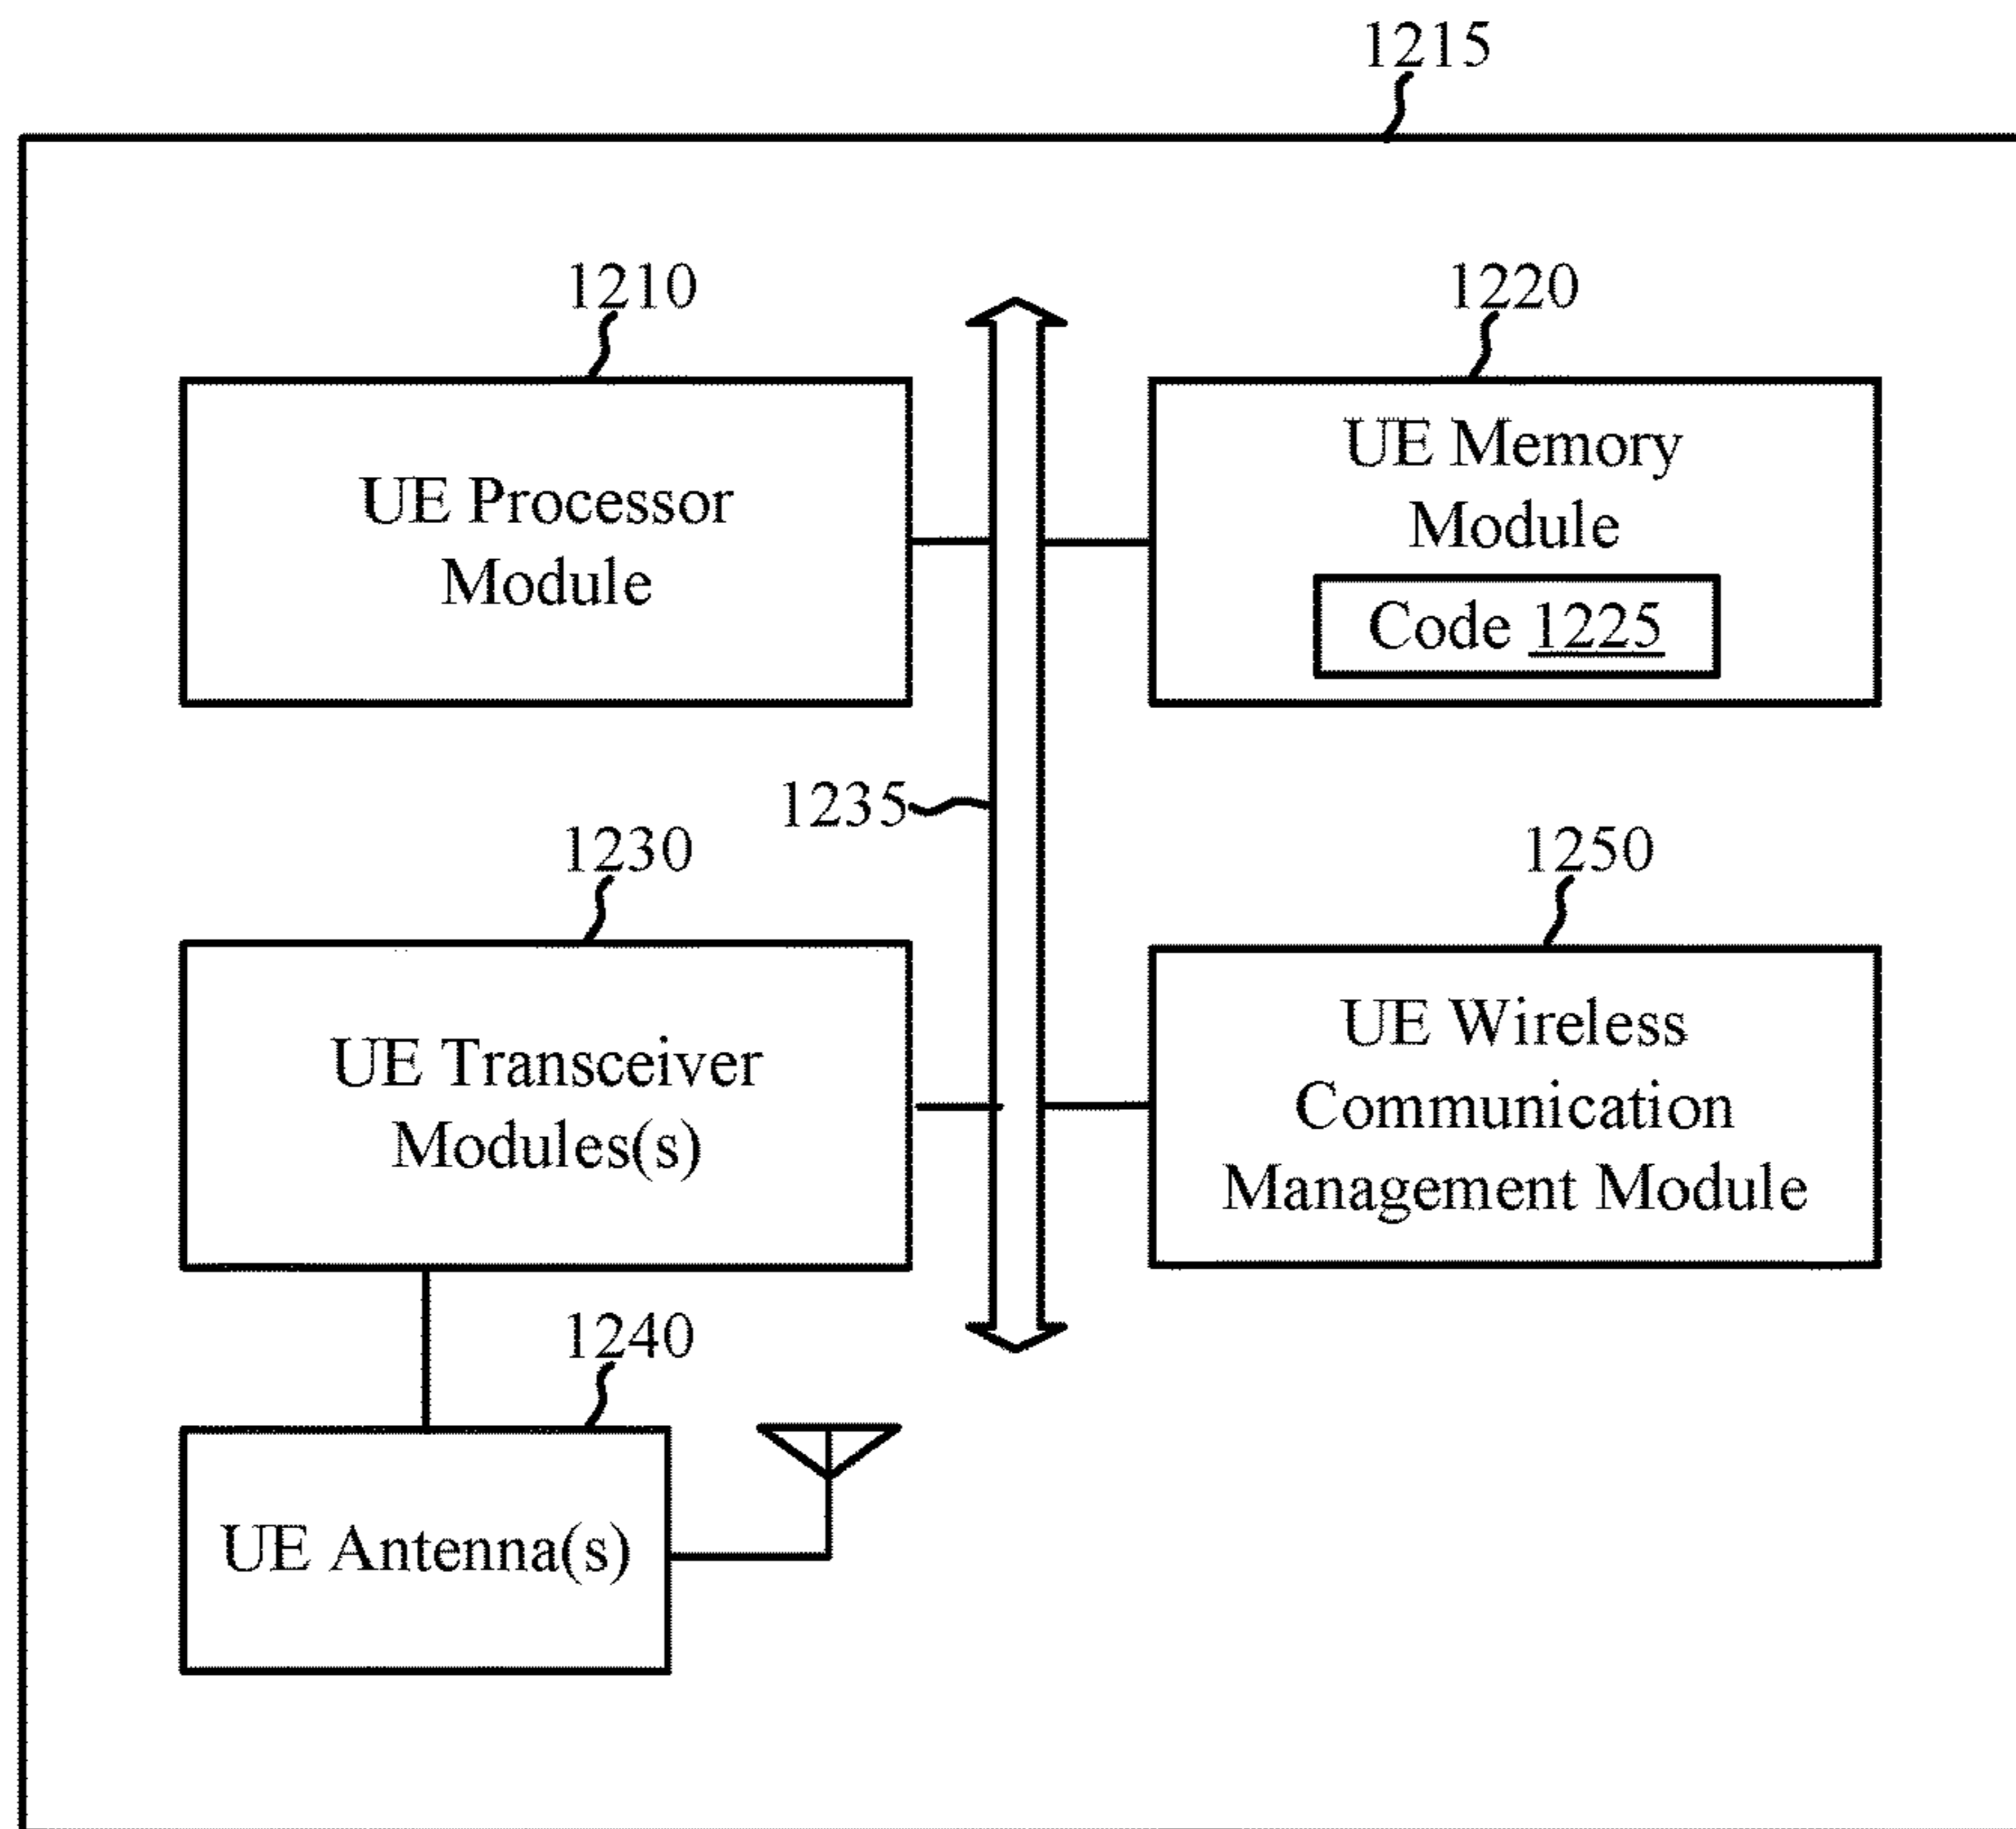 1215
1210
1220
UE Processor
Module
UE Memory
Module
Code 1225
1235
1230
1250
UE Transceiver
Modules(s)
UE Wireless
Communication
Management Module
1240
UE Antenna(s)